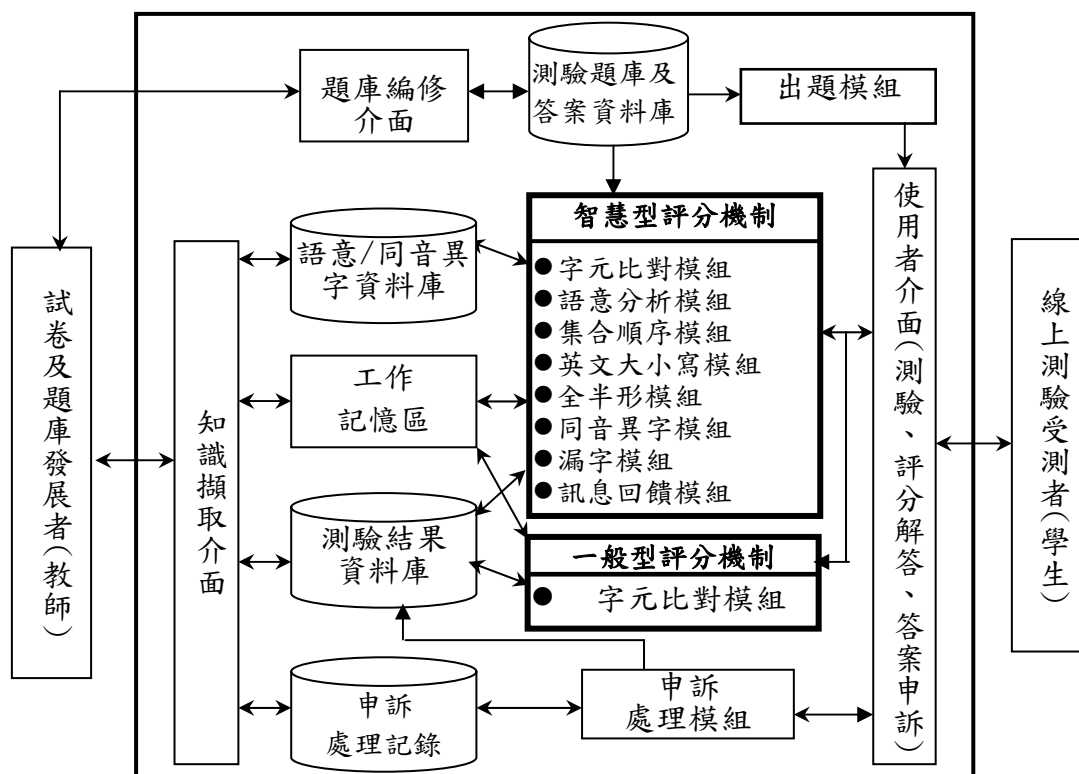 題庫編修
介面
測驗題庫及
答案資料庫
出題模組
試卷及題庫發展者(教師)
知識擷取介面
語意/同音異
字資料庫
工作
記憶區
測驗結果
資料庫
申訴
處理記錄
智慧型評分機制
●字元比對模組
●語意分析模組
●集合順序模組
●英文大小寫模組
●全半形模組
●同音異字模組
●漏字模組
●訊息回饋模組
一般型評分機制
● 字元比對模組
申訴
處理模組
使用者介面(測驗、評分解答、答案申訴)
線上測驗受測者(學生)